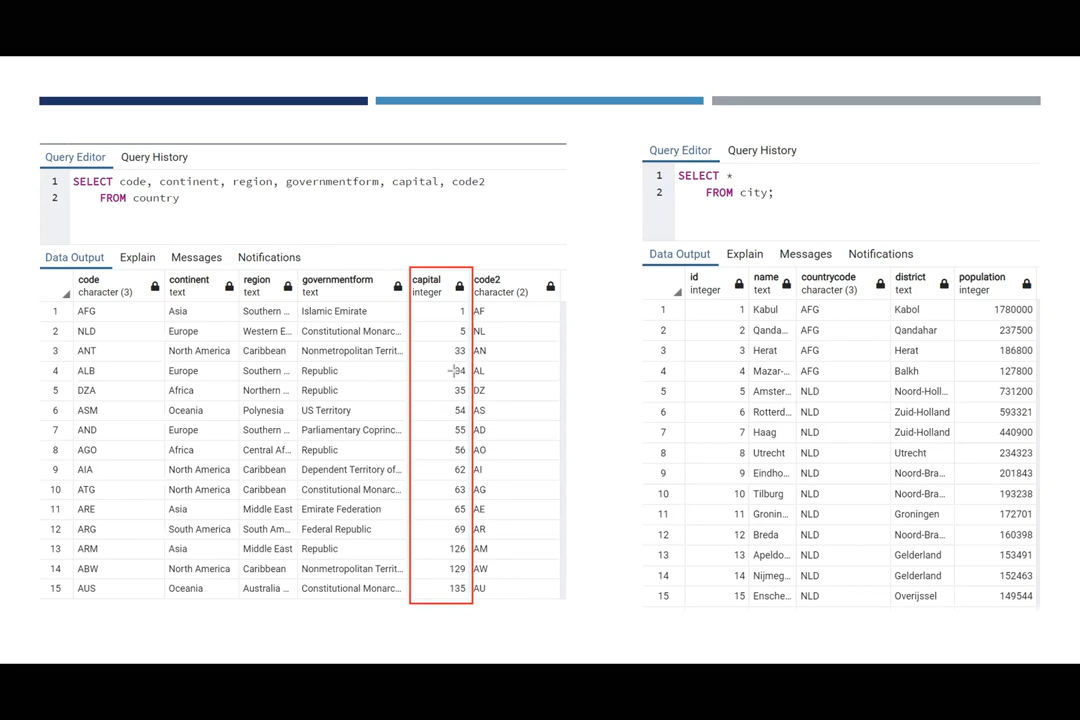 Query Editor Query History
1 SELECT code, continent, region, governmentform, capital, code2
2 FROM country
Data Output Explain Messages Notifications
code continent region governmentform capital code2
character (3) text text text integer character (2)
1 AFG Asia Southern ... Islamic Emirate 1 AF
2 NLD Europe Western E... Constitutional Monarc... 5 NL
3 ANT North America Caribbean Nonmetropolitan Territ... 33 AN
4 ALB Europe Southern ... Republic 34 AL
5 DZA Africa Northern ... Republic 35 DZ
6 ASM Oceania Polynesia US Territory 54 AS
7 AND Europe Southern ... Parliamentary Coprinc... 55 AD
8 AGO Africa Central Af... Republic 56 AO
9 AIA North America Caribbean Dependent Territory of... 62 AI
10 ATG North America Caribbean Constitutional Monarc... 63 AG
11 ARE Asia Middle East Emirate Federation 65 AE
12 ARG South America South Am... Federal Republic 69 AR
13 ARM Asia Middle East Republic 126 AM
14 ABW North America Caribbean Nonmetropolitan Territ... 129 AW
15 AUS Oceania Australia ... Constitutional Monarc... 135 AU
Query Editor Query History
1 SELECT *
2 FROM city;
Data Output Explain Messages Notifications
id name countrycode district population
integer text character (3) text integer
1 1 Kabul AFG Kabol 1780000
2 2 Qanda... AFG Qandahar 237500
3 3 Herat AFG Herat 186800
4 4 Mazar-... AFG Balkh 127800
5 5 Amster... NLD Noord-Holl... 731200
6 6 Rotterd... NLD Zuid-Holland 593321
7 7 Haag NLD Zuid-Holland 440900
8 8 Utrecht NLD Utrecht 234323
9 9 Eindho... NLD Noord-Bra... 201843
10 10 Tilburg NLD Noord-Bra... 193238
11 11 Gronin... NLD Groningen 172701
12 12 Breda NLD Noord-Bra... 160398
13 13 Apeldo... NLD Gelderland 153491
14 14 Nijmeg... NLD Gelderland 152463
15 15 Ensche... NLD Overijssel 149544